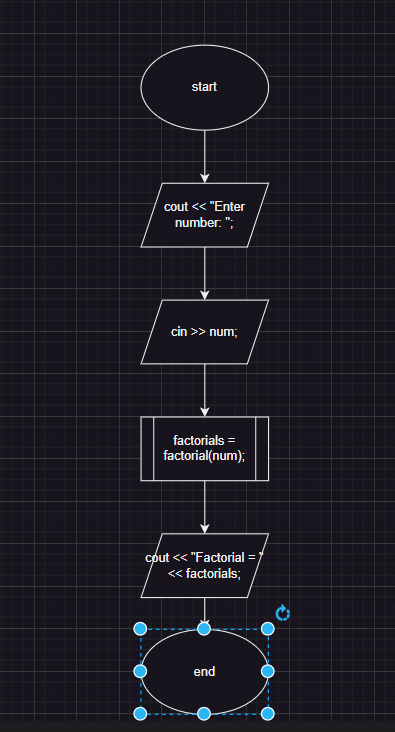 start
cout << "Enter
number: ";
cin >> num;
factorials =
factorial(num);
cout << "Factorial = "
<< factorials;
end